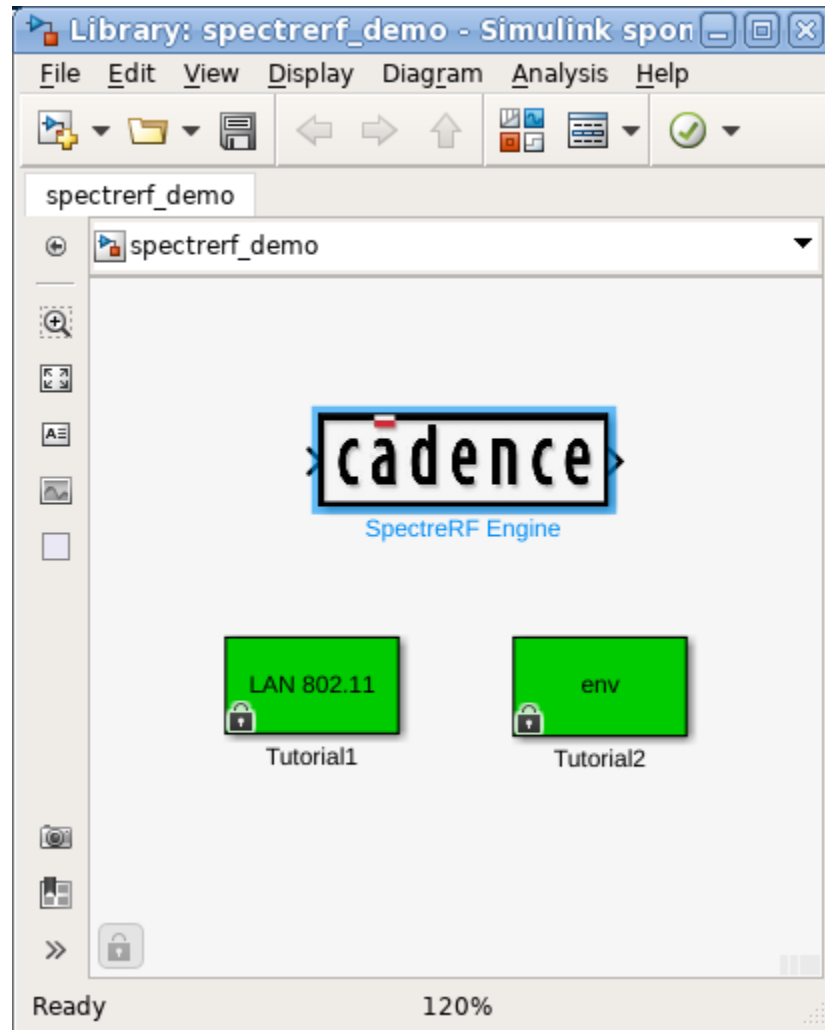 Library: spectrerf_demo - Simulink spon
File Edit View Display Diagram Analysis Help
spectrerf_demo
spectrerf_demo
cādence
SpectreRF Engine
LAN 802.11 env
Tutorial1 Tutorial2
Ready 120%